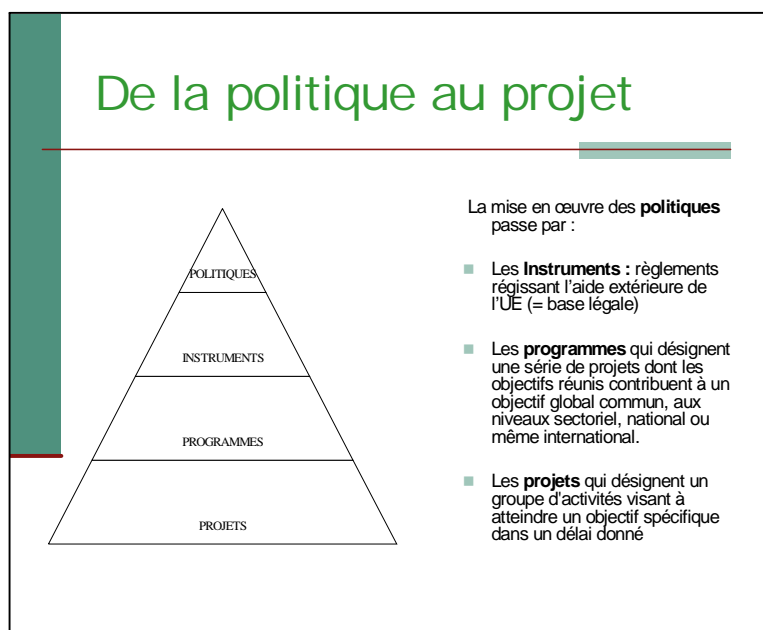 De la politique au projet
POLITIQUES
INSTRUMENTS
PROGRAMMES
PROJETS
La mise en œuvre des politiques
passe par :
Les Instruments : règlements
régissant l'aide extérieure de
l'UE (= base légale)
Les programmes qui désignent
une série de projets dont les
objectifs réunis contribuent à un
objectif global commun, aux
niveaux sectoriel, national ou
même international.
Les projets qui désignent un
groupe d'activités visant à
atteindre un objectif spécifique
dans un délai donné